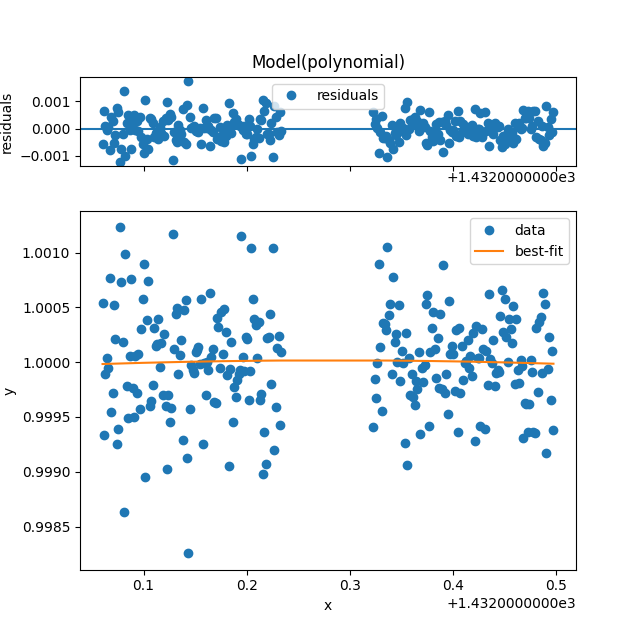 Model(polynomial)
residuals
0.001
0.000
−0.001
residuals
+1.4320000000e3
data
best-fit
1.0010
1.0005
1.0000
0.9995
0.9990
0.9985
y
0.1
0.2
0.3
0.4
0.5
x
+1.4320000000e3